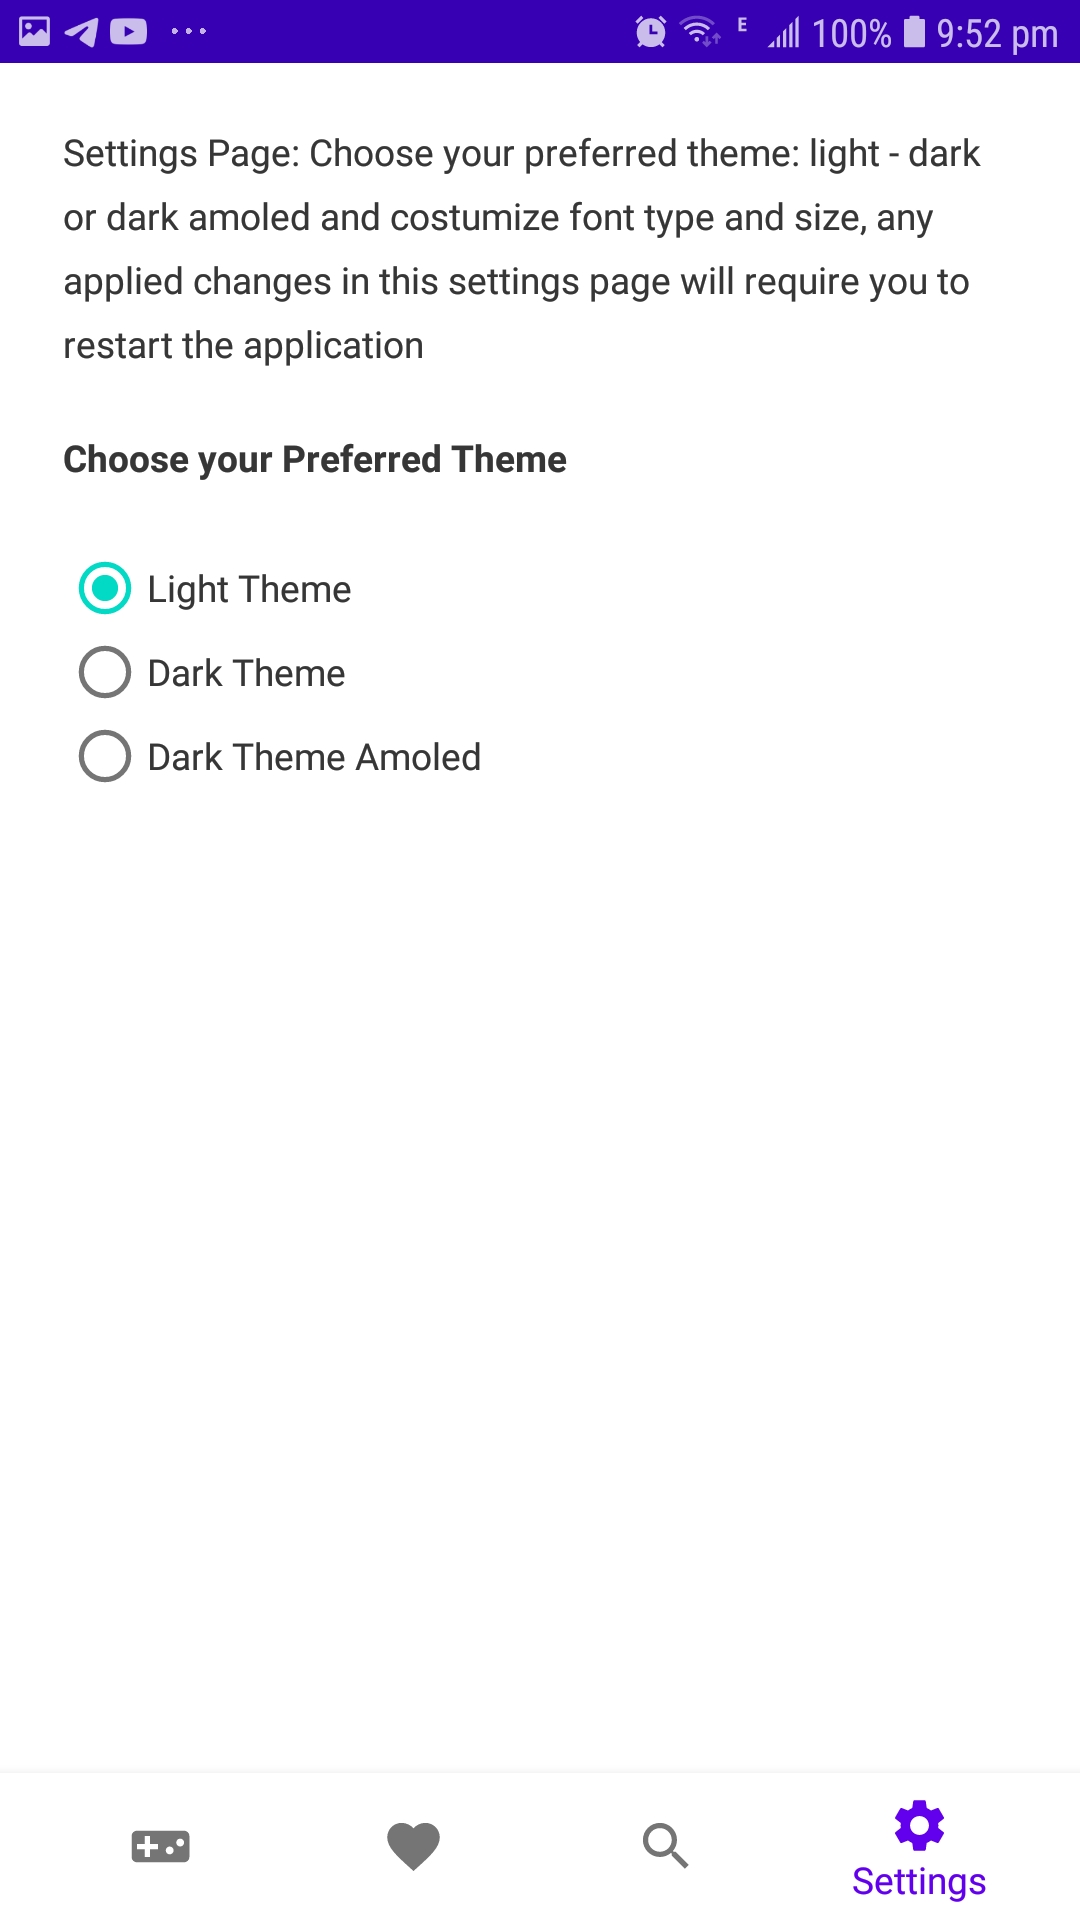 E 100% 9:52 pm
Settings Page: Choose your preferred theme: light - dark
or dark amoled and costumize font type and size, any
applied changes in this settings page will require you to
restart the application
Choose your Preferred Theme
Light Theme
Dark Theme
Dark Theme Amoled
Settings